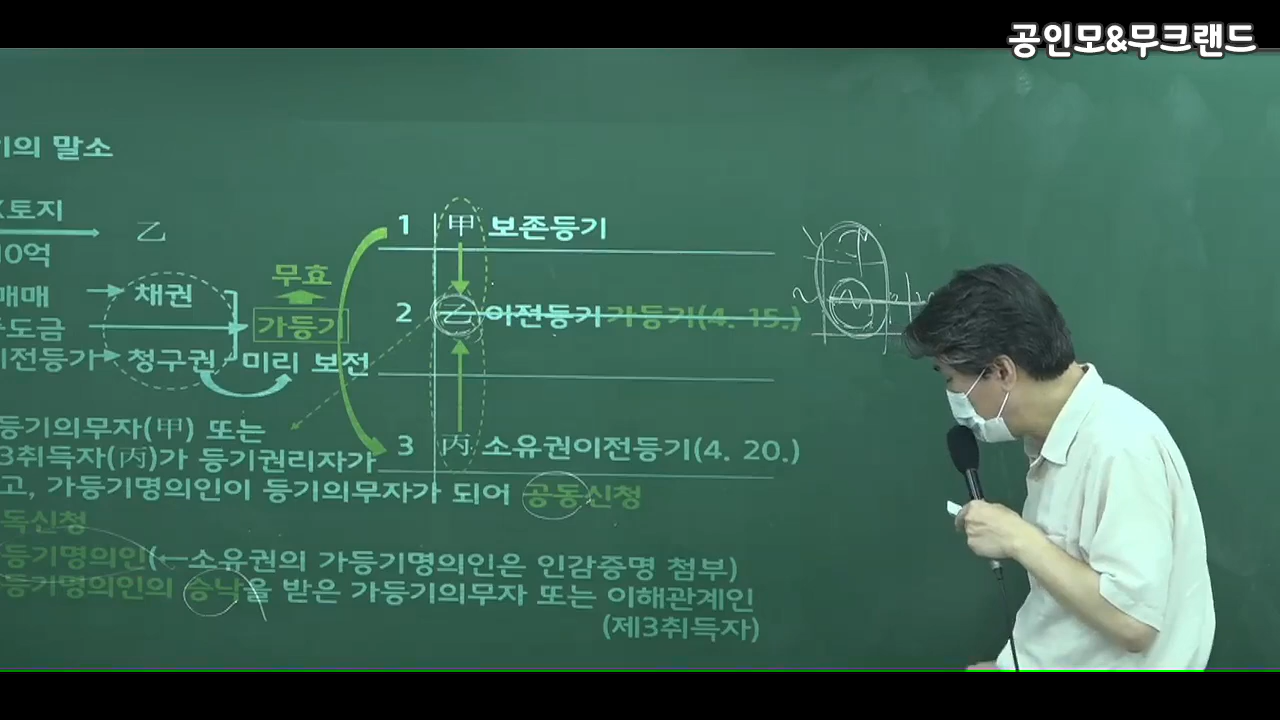 공인모&무크랜드
기의 말소
X토지
乙
10억
매매
채권
무효
중도금
가등기
이전등기
청구권
미리 보전
1 甲 보존등기
2 乙 이전등기가등기(4. 15.)
3 丙 소유권이전등기(4. 20.)
등기의무자(甲) 또는
3취득자(丙)가 등기권리자가
고, 가등기명의인이 등기의무자가 되어 공동신청
독신청
등기명의인(←소유권의 가등기명의인은 인감증명 첨부)
등기명의인의 승낙을 받은 가등기의무자 또는 이해관계인
(제3취득자)